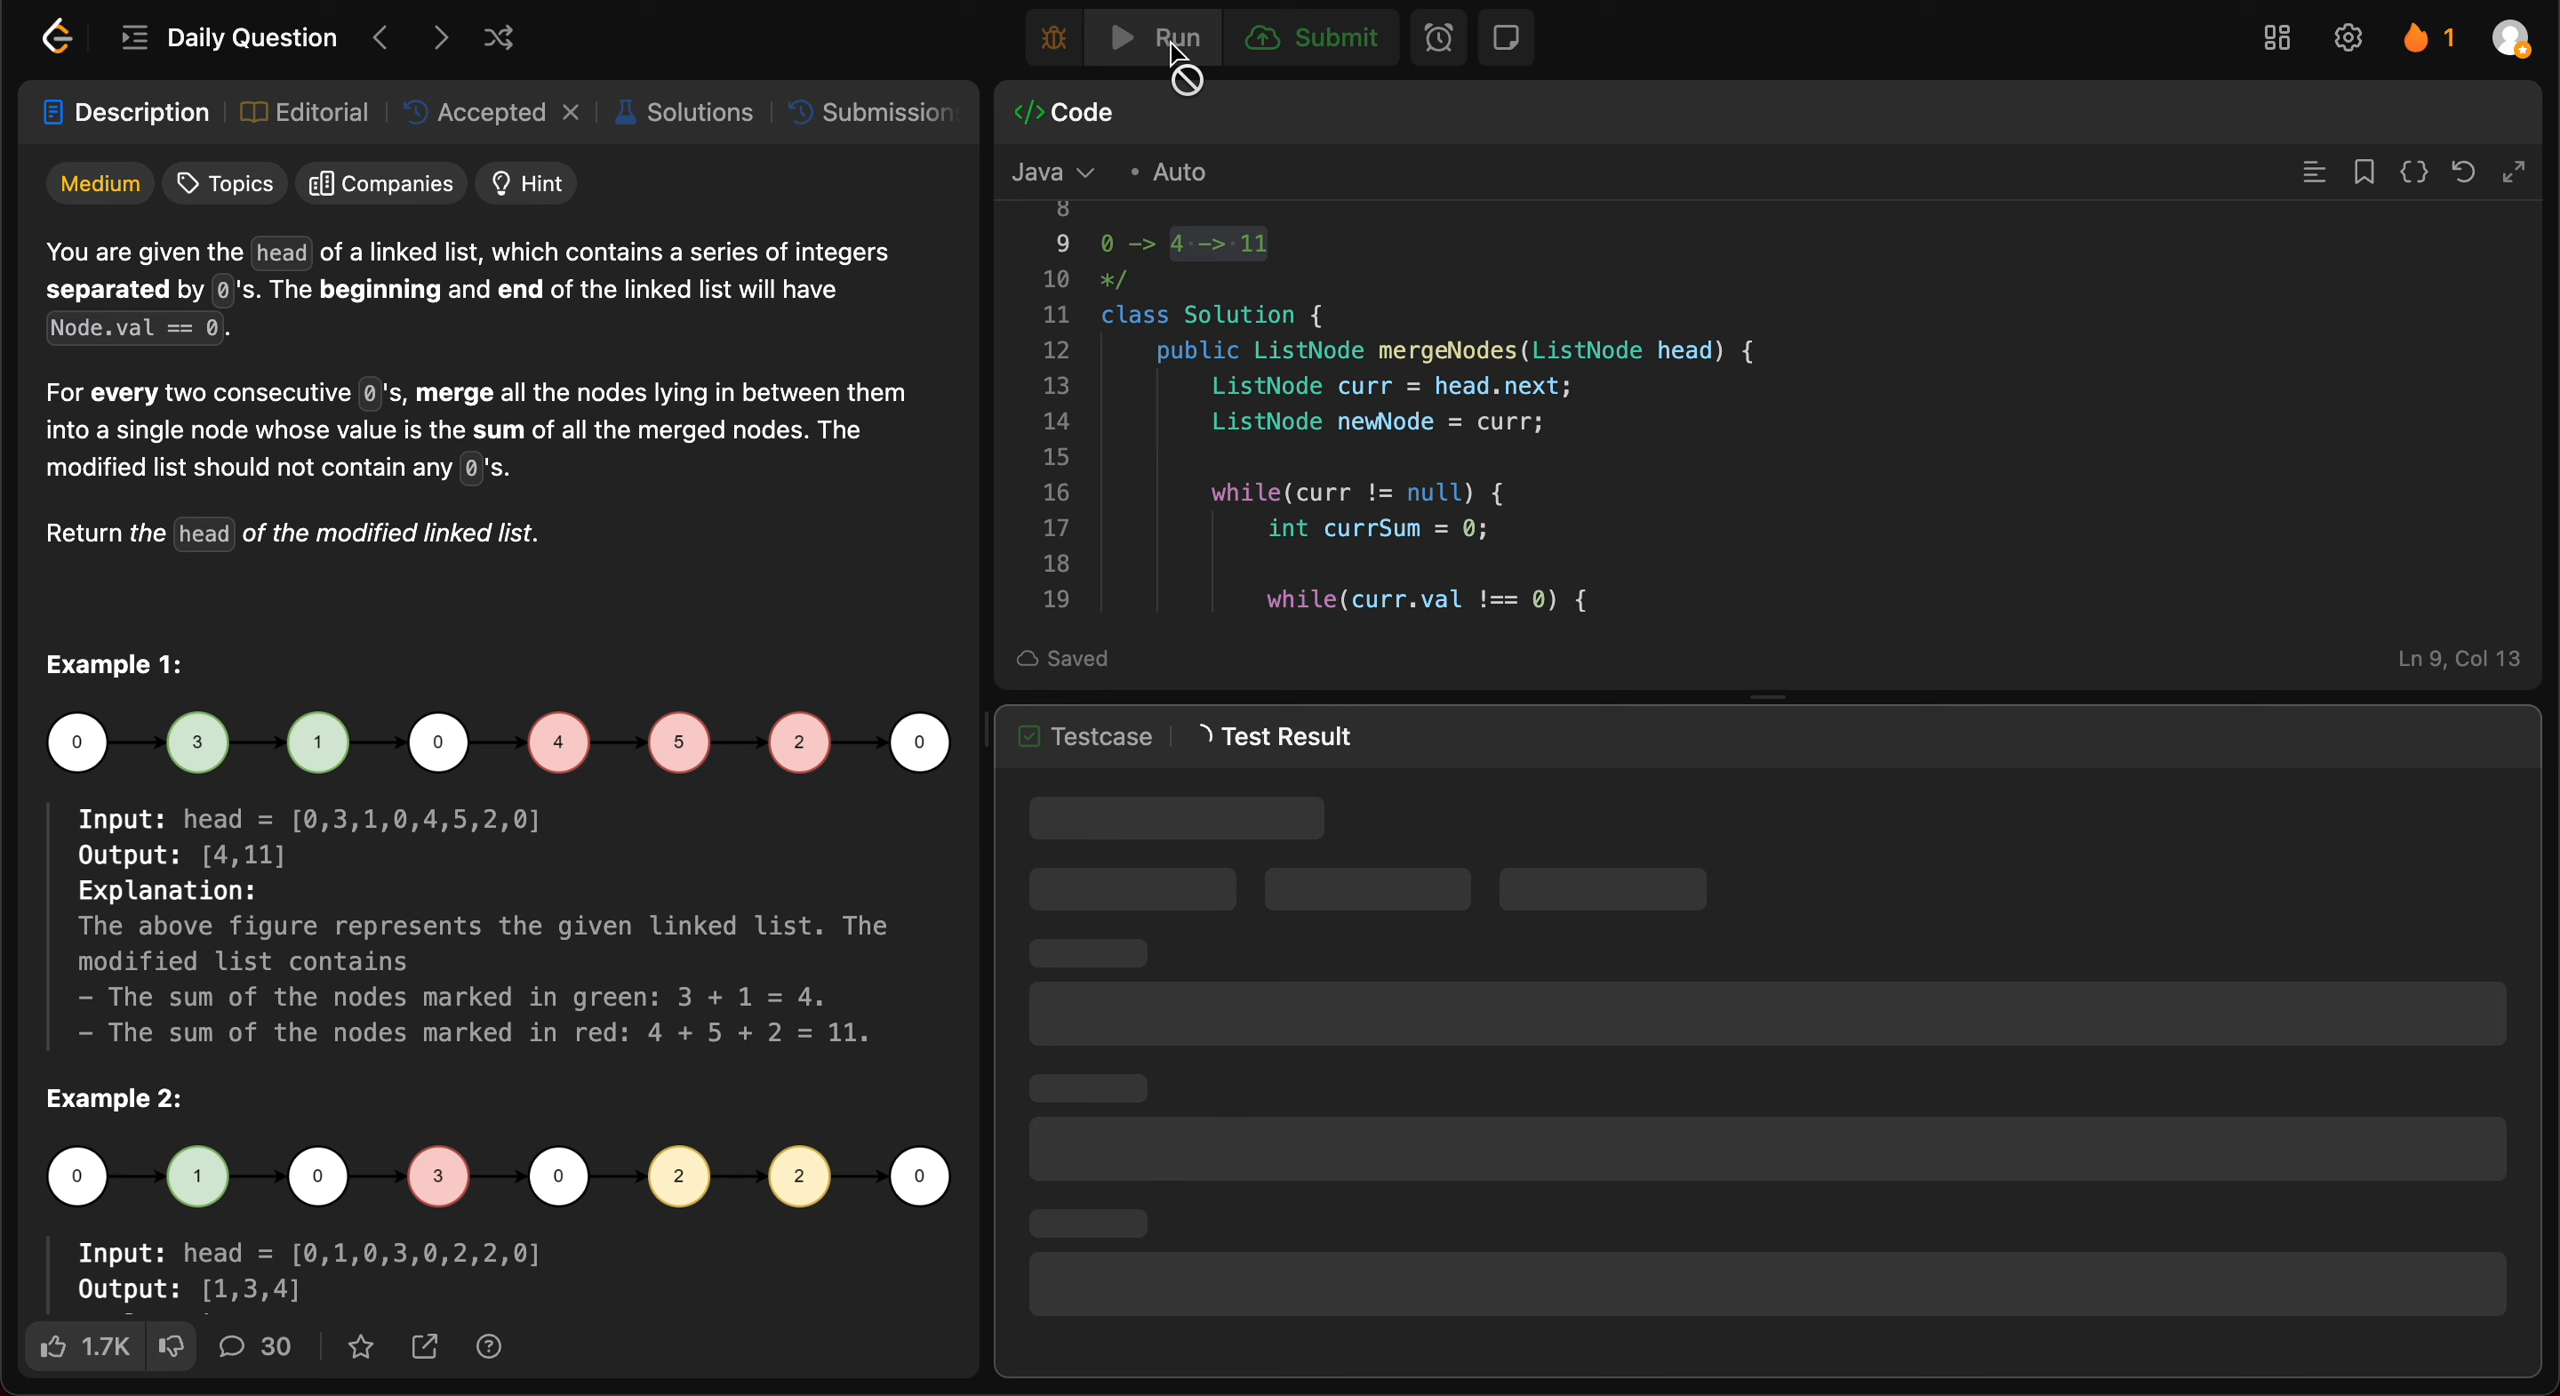 Daily Question
Run
Submit
1
Description
Editorial
Accepted
Solutions
Submissions
Medium
Topics
Companies
Hint
You are given the head of a linked list, which contains a series of integers
separated by 0's. The beginning and end of the linked list will have
Node.val == 0.
For every two consecutive 0's, merge all the nodes lying in between them
into a single node whose value is the sum of all the merged nodes. The
modified list should not contain any 0's.
Return the head of the modified linked list.
Example 1:
0 3 1 0 4 5 2 0
Input: head = [0,3,1,0,4,5,2,0]
Output: [4,11]
Explanation:
The above figure represents the given linked list. The
modified list contains
- The sum of the nodes marked in green: 3 + 1 = 4.
- The sum of the nodes marked in red: 4 + 5 + 2 = 11.
Example 2:
0 1 0 3 0 2 2 0
Input: head = [0,1,0,3,0,2,2,0]
Output: [1,3,4]
1.7K
30
</> Code
Java
• Auto
8
9 0 -> 4 -> 11
10 */
11 class Solution {
12 public ListNode mergeNodes(ListNode head) {
13 ListNode curr = head.next;
14 ListNode newNode = curr;
15
16 while(curr != null) {
17 int currSum = 0;
18
19 while(curr.val !== 0) {
Saved
Ln 9, Col 13
Testcase
Test Result